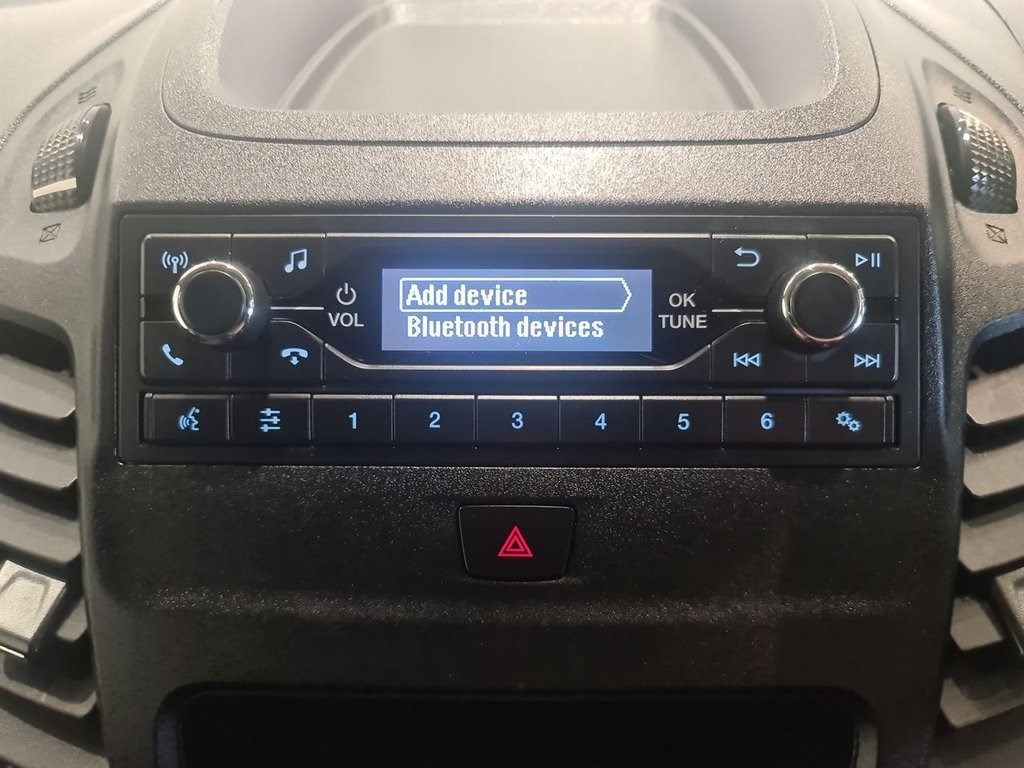 Add device
Bluetooth devices
VOL
OK
TUNE
1 2 3 4 5 6